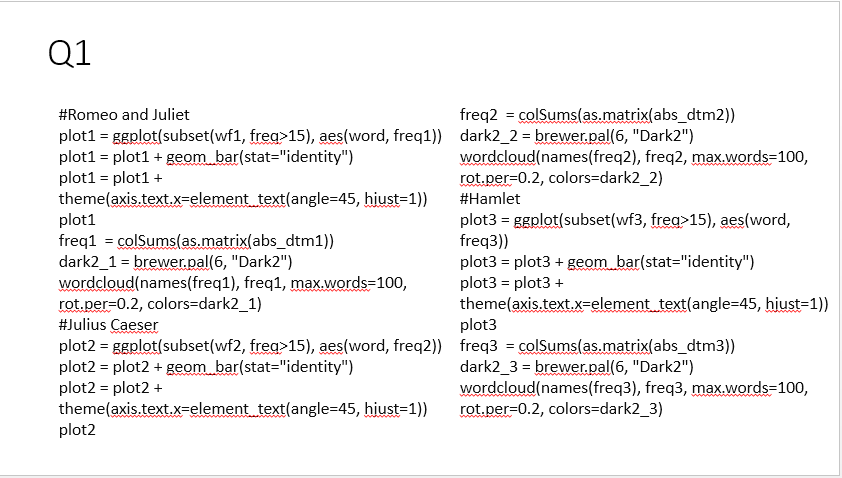 Q1
#Romeo and Juliet
plot1 = ggplot(subset(wf1, freq>15), aes(word, freq1))
plot1 = plot1 + geom_bar(stat="identity")
plot1 = plot1 +
theme(axis.text.x=element_text(angle=45, hjust=1))
plot1
freq1  = colSums(as.matrix(abs_dtm1))
dark2_1 = brewer.pal(6, "Dark2")
wordcloud(names(freq1), freq1, max.words=100,
rot.per=0.2, colors=dark2_1)
#Julius Caeser
plot2 = ggplot(subset(wf2, freq>15), aes(word, freq2))
plot2 = plot2 + geom_bar(stat="identity")
plot2 = plot2 +
theme(axis.text.x=element_text(angle=45, hjust=1))
plot2
freq2  = colSums(as.matrix(abs_dtm2))
dark2_2 = brewer.pal(6, "Dark2")
wordcloud(names(freq2), freq2, max.words=100,
rot.per=0.2, colors=dark2_2)
#Hamlet
plot3 = ggplot(subset(wf3, freq>15), aes(word,
freq3))
plot3 = plot3 + geom_bar(stat="identity")
plot3 = plot3 +
theme(axis.text.x=element_text(angle=45, hjust=1))
plot3
freq3  = colSums(as.matrix(abs_dtm3))
dark2_3 = brewer.pal(6, "Dark2")
wordcloud(names(freq3), freq3, max.words=100,
rot.per=0.2, colors=dark2_3)